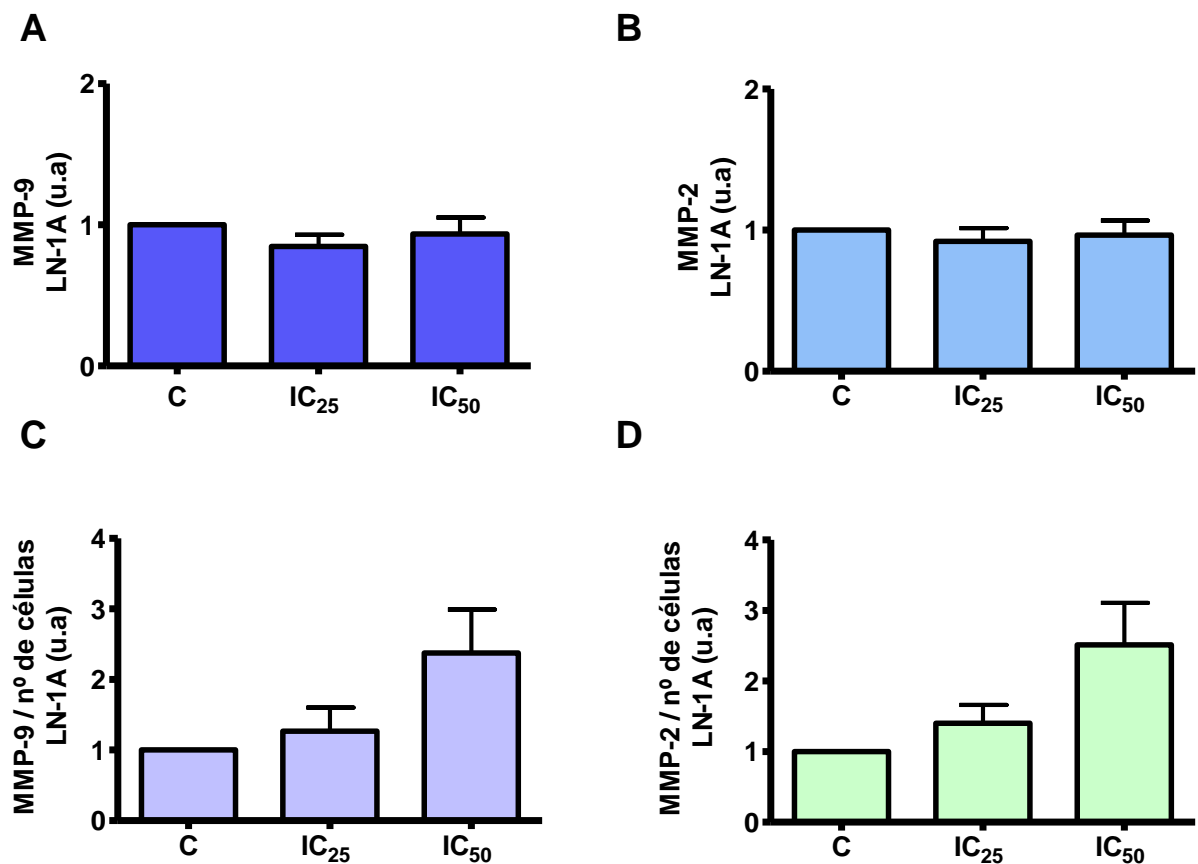 A
MMP-9
LN-1A (u.a)
2
1
0
C IC25 IC50
B
MMP-2
LN-1A (u.a)
2
1
0
C IC25 IC50
C
MMP-9 / nº de células
LN-1A (u.a)
4
3
2
1
0
C IC25 IC50
D
MMP-2 / nº de células
LN-1A (u.a)
4
3
2
1
0
C IC25 IC50